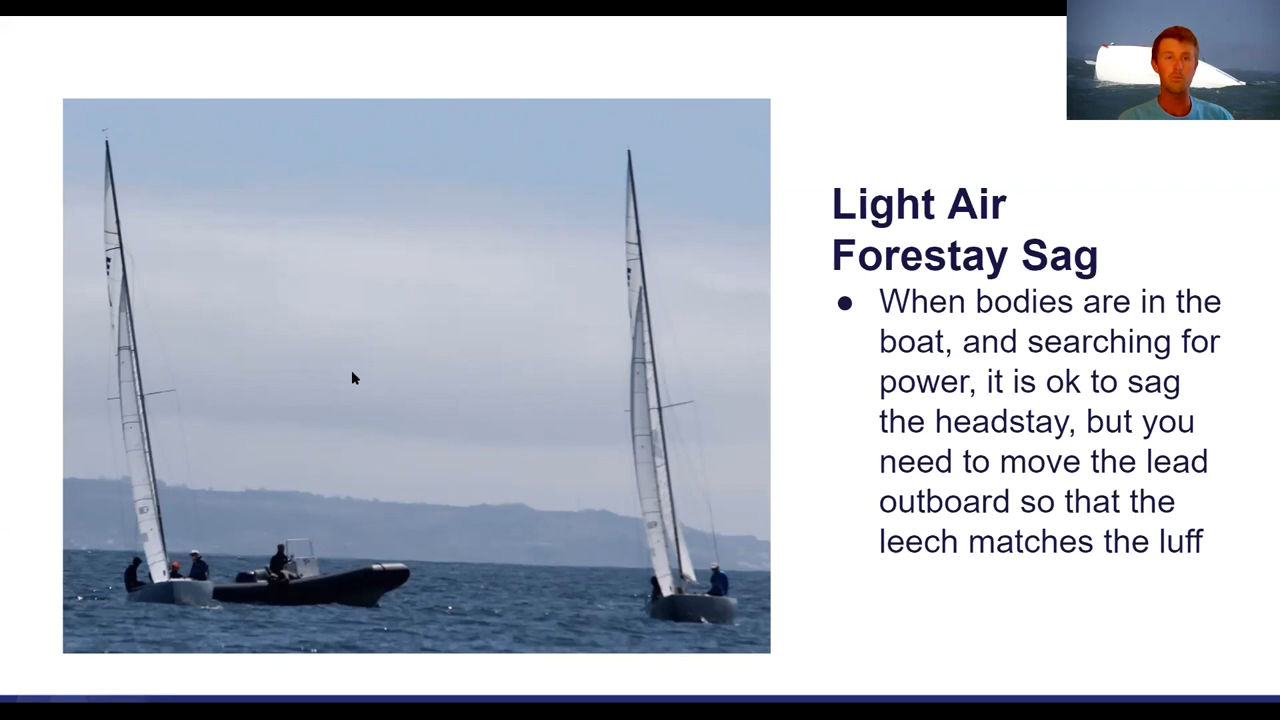 Light Air
Forestay Sag
● When bodies are in the
boat, and searching for
power, it is ok to sag
the headstay, but you
need to move the lead
outboard so that the
leech matches the luff